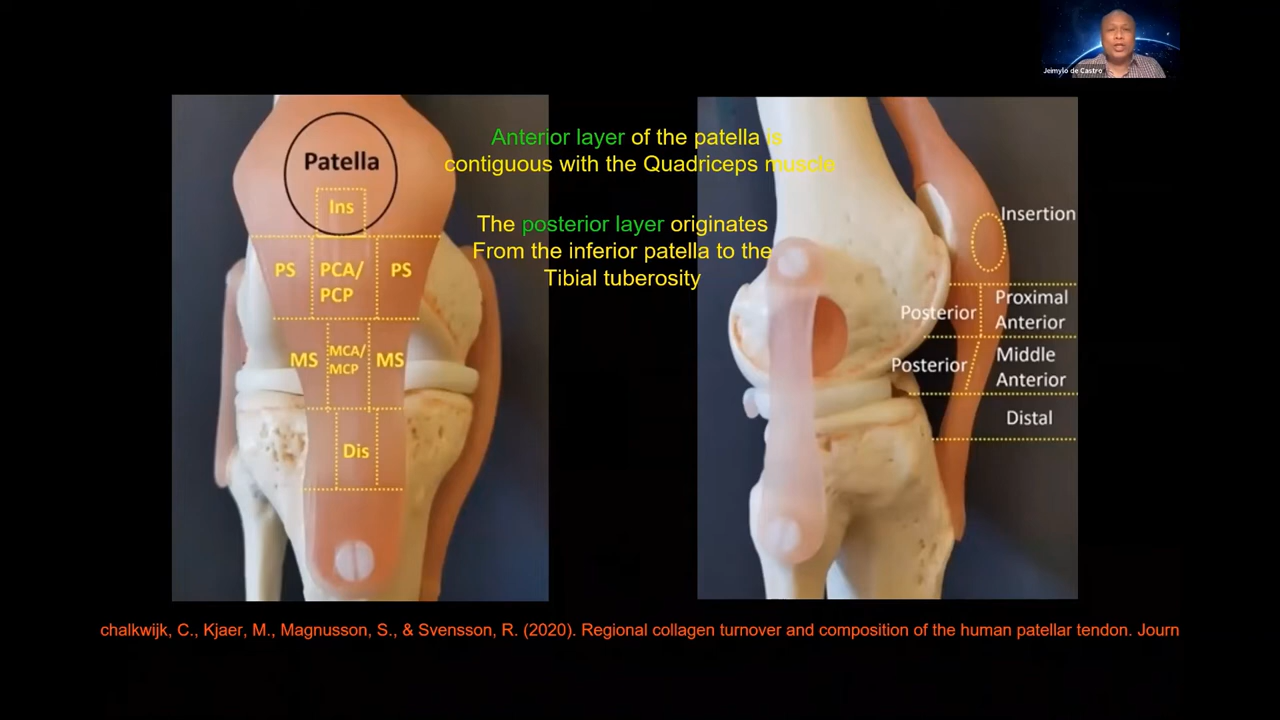 Jeimylo de Castro
Anterior layer of the patella is
contiguous with the Quadriceps muscle
The posterior layer originates
From the inferior patella to the
Tibial tuberosity
Patella
Ins
PS
PCA/
PCP
PS
MS
MCA/
MCP
MS
Dis
Insertion
Posterior
Proximal
Anterior
Posterior
Middle
Anterior
Distal
chalkwijk, C., Kjaer, M., Magnusson, S., & Svensson, R. (2020). Regional collagen turnover and composition of the human patellar tendon. Journ